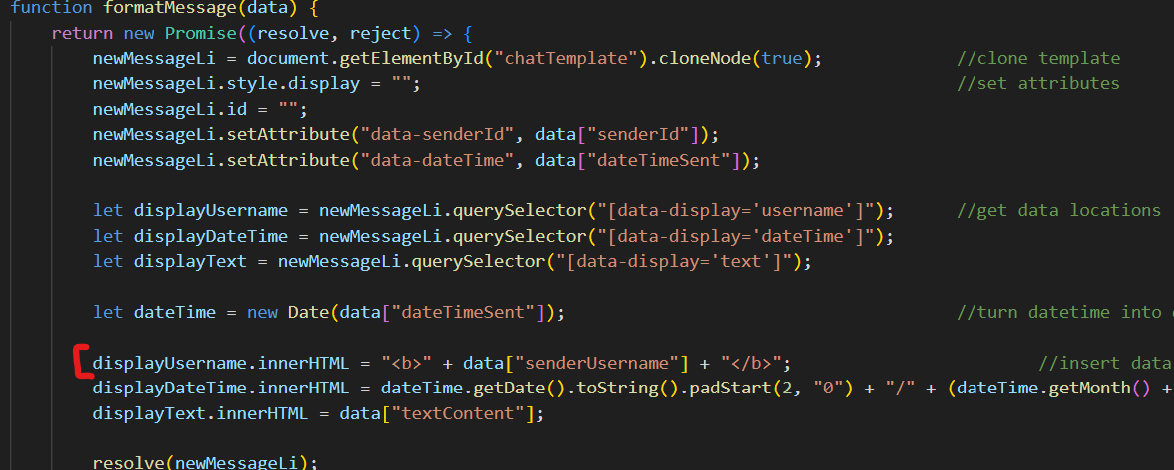 function formatMessage(data) {
return new Promise((resolve, reject) => {
newMessageLi = document.getElementById("chatTemplate").cloneNode(true); //clone template
newMessageLi.style.display = ""; //set attributes
newMessageLi.id = "";
newMessageLi.setAttribute("data-senderId", data["senderId"]);
newMessageLi.setAttribute("data-dateTime", data["dateTimeSent"]);
let displayUsername = newMessageLi.querySelector("[data-display='username']"); //get data locations
let displayDateTime = newMessageLi.querySelector("[data-display='dateTime']");
let displayText = newMessageLi.querySelector("[data-display='text']");
let dateTime = new Date(data["dateTimeSent"]); //turn datetime into
displayUsername.innerHTML = "<b>" + data["senderUsername"] + "</b>"; //insert data
displayDateTime.innerHTML = dateTime.getDate().toString().padStart(2, "0") + "/" + (dateTime.getMonth() +
displayText.innerHTML = data["textContent"];
resolve(newMessageLi);